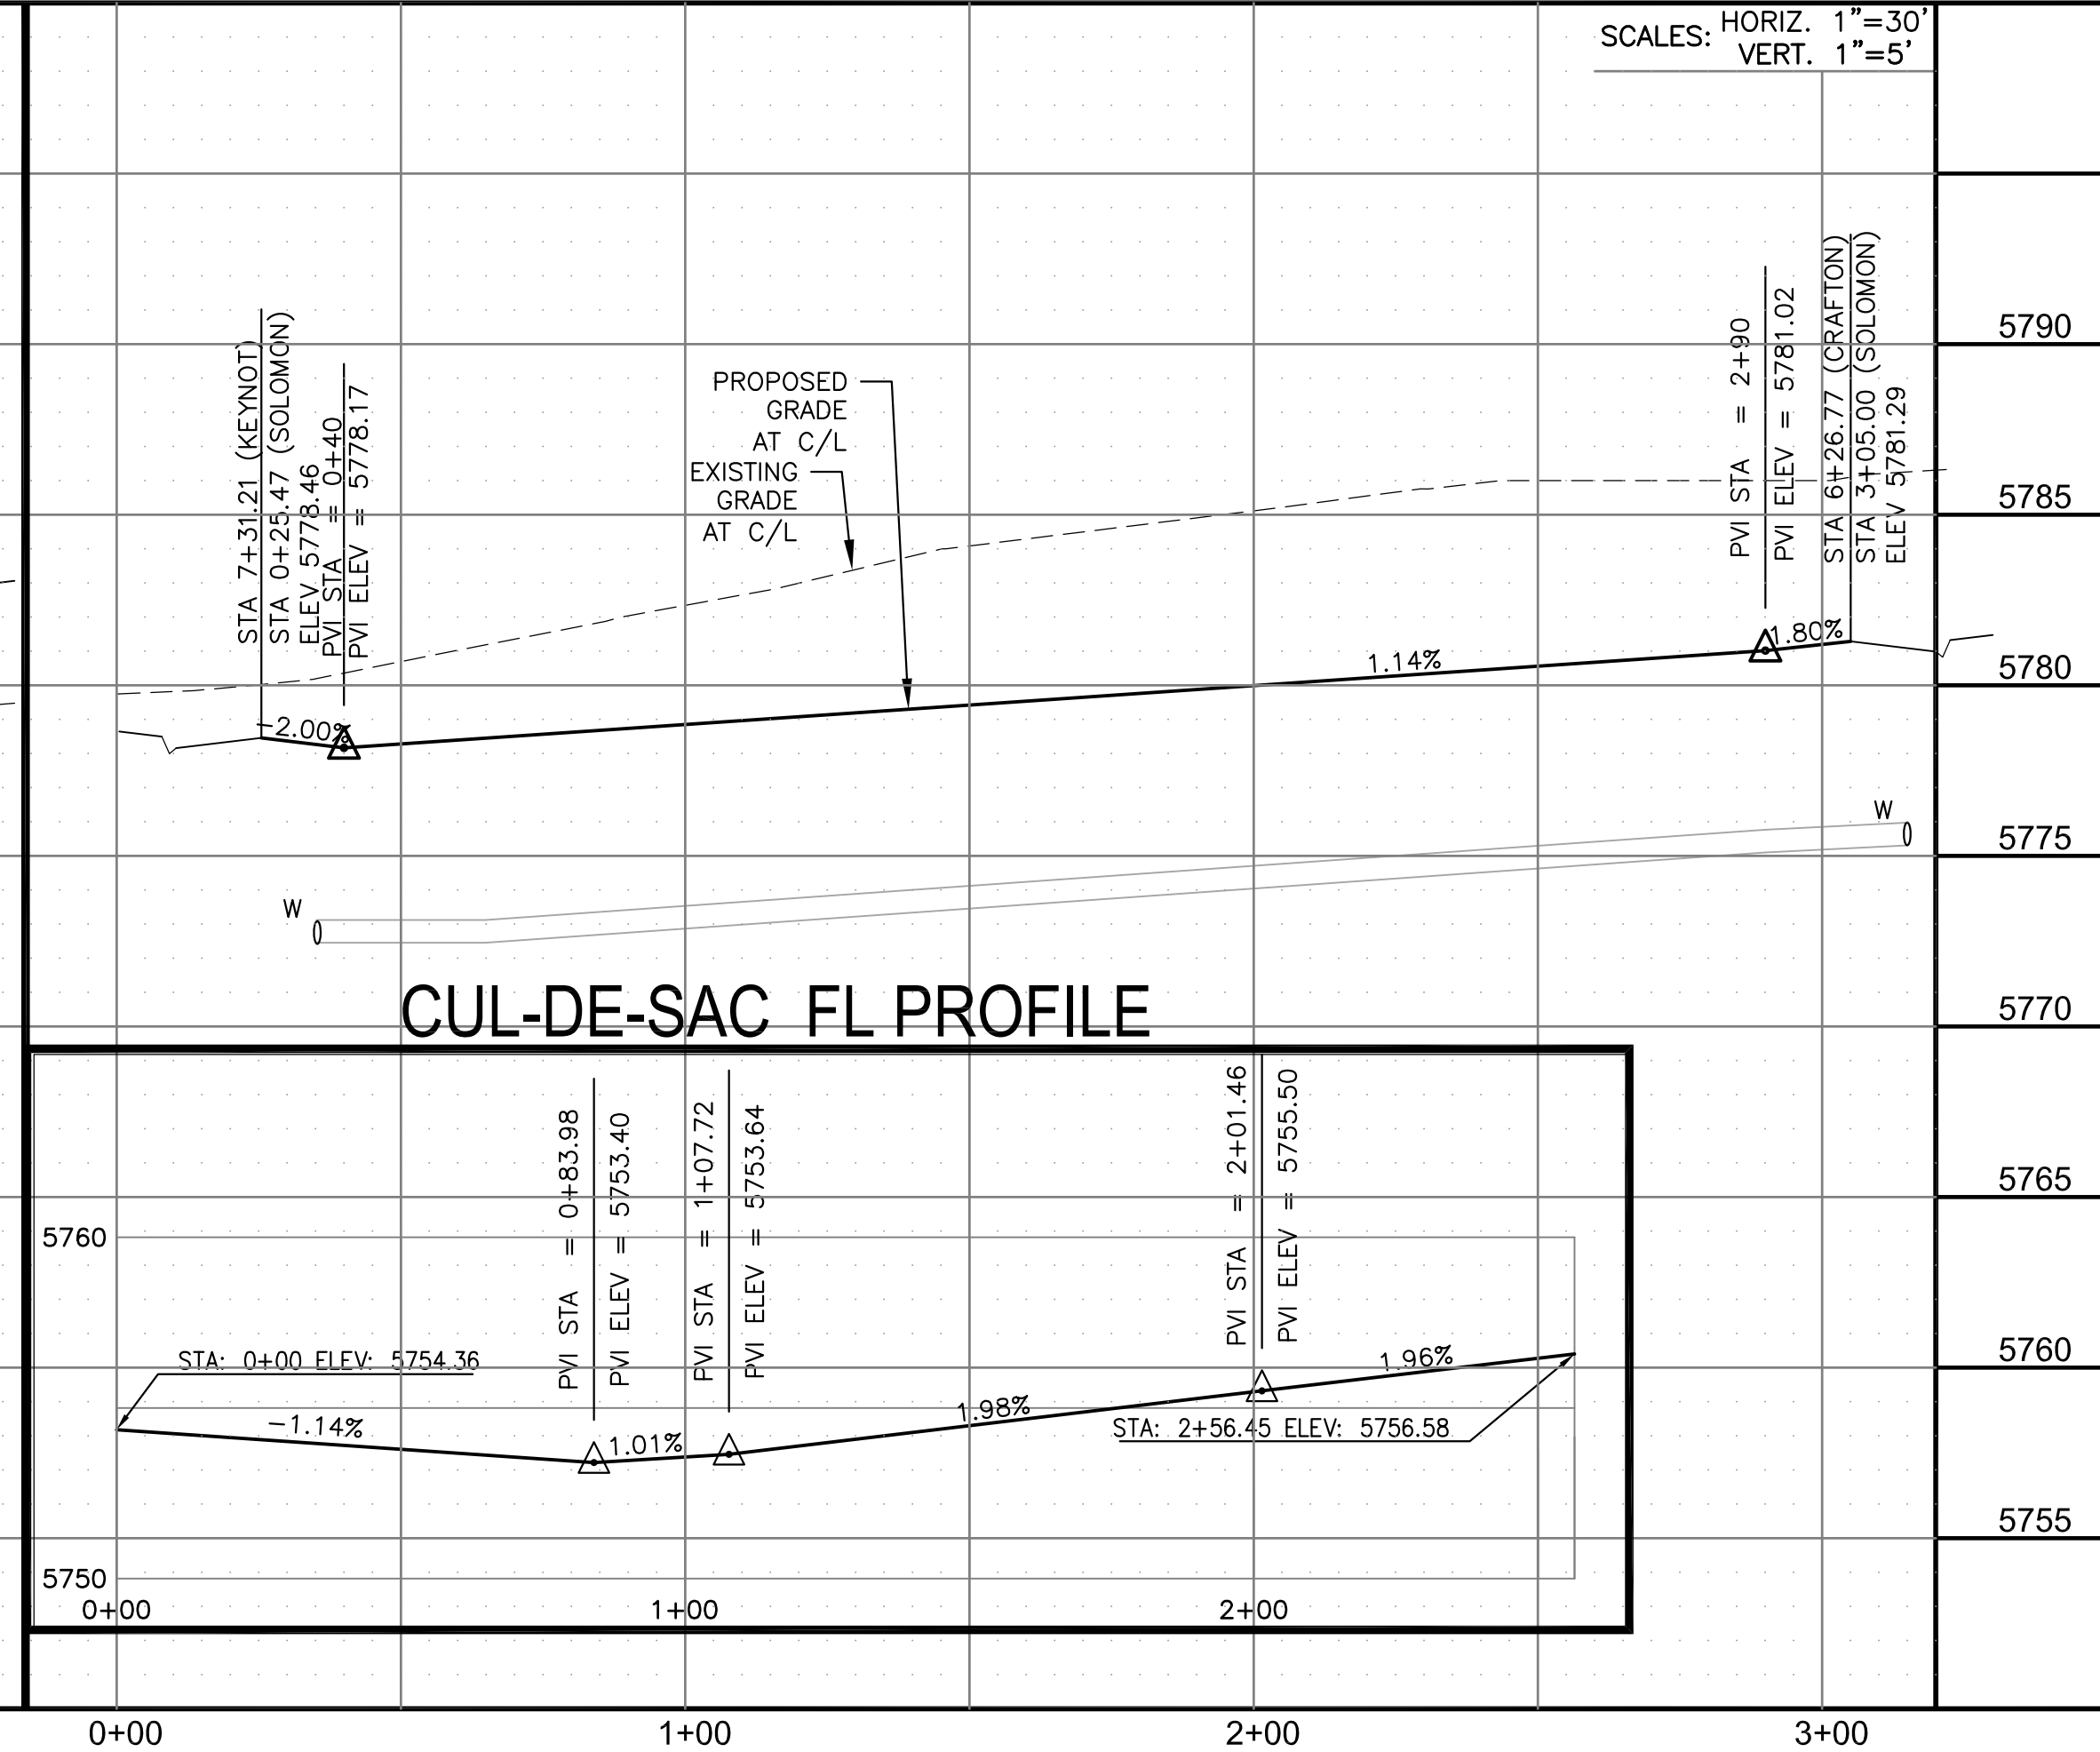 SCALES: HORIZ. 1"=30'
VERT. 1"=5'
STA 7+31.21 (KEYNOT)
STA 0+25.47 (SOLOMON)
ELEV 5778.46
PVI STA = 0+40
PVI ELEV = 5778.17
PROPOSED
GRADE
AT C/L
EXISTING
GRADE
AT C/L
PVI STA = 2+90
PVI ELEV = 5781.02
STA 6+26.77 (CRAFTON)
STA 3+05.00 (SOLOMON)
ELEV 5781.29
-2.00%
1.14%
1.80%
W
W
5790
5785
5780
5775
5770
5765
5760
5755
CUL-DE-SAC FL PROFILE
PVI STA = 0+83.98
PVI ELEV = 5753.40
PVI STA = 1+07.72
PVI ELEV = 5753.64
PVI STA = 2+01.46
PVI ELEV = 5755.50
5760
STA: 0+00 ELEV: 5754.36
-1.14%
1.01%
1.98%
1.96%
STA: 2+56.45 ELEV: 5756.58
5750
0+00 1+00 2+00
0+00 1+00 2+00 3+00